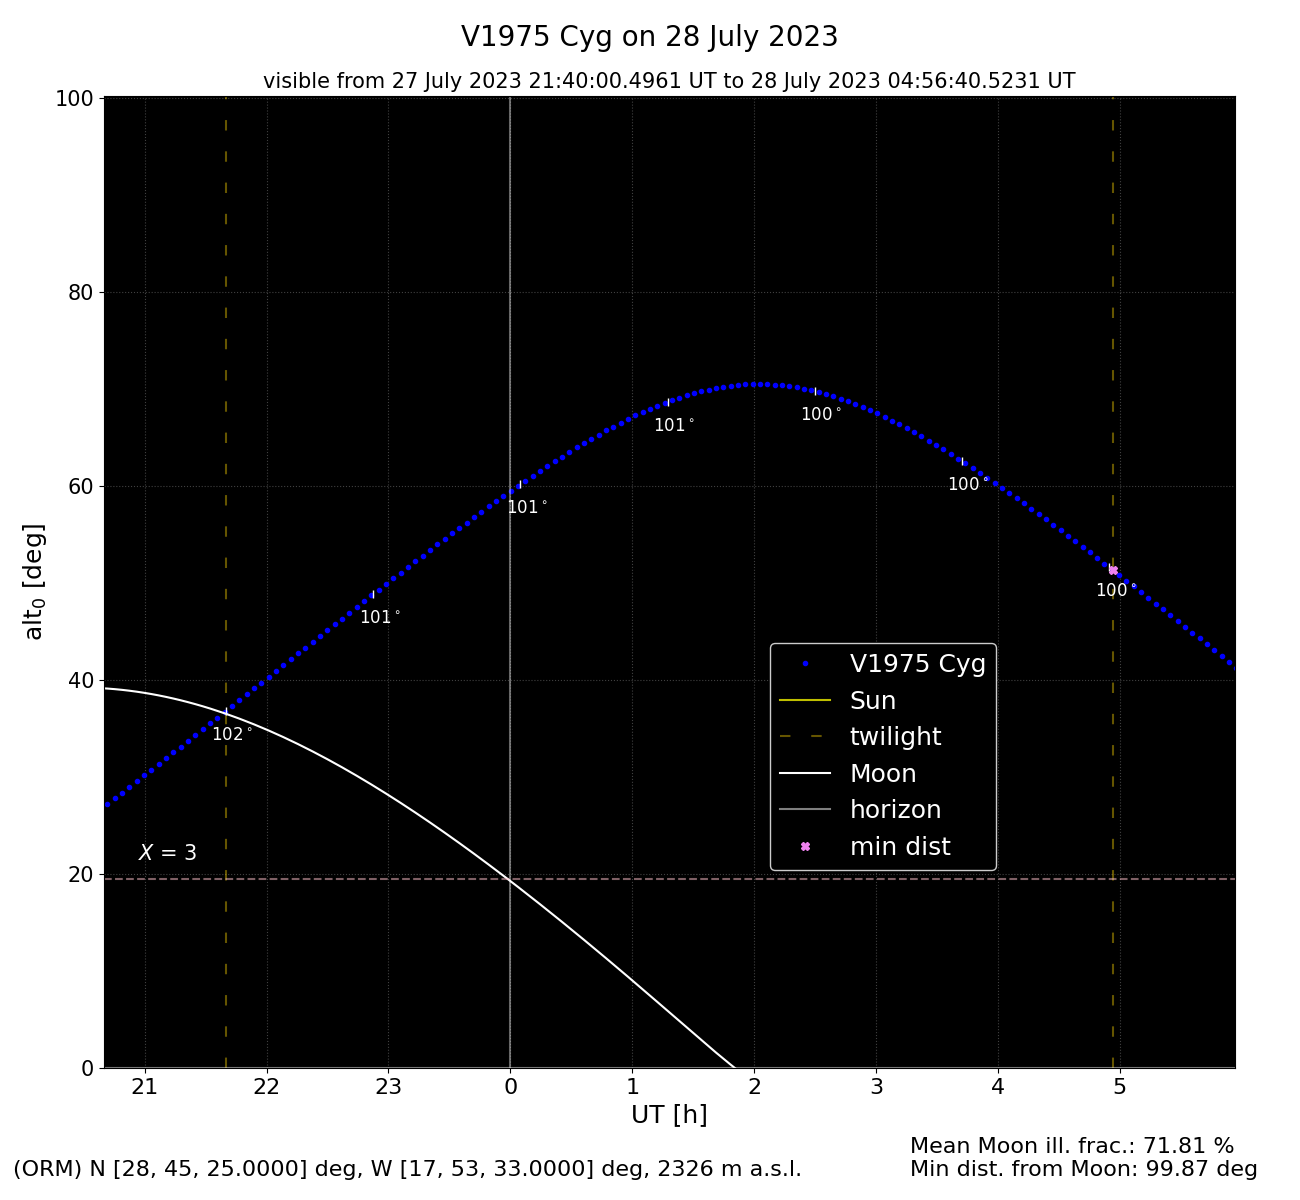 V1975 Cyg on 28 July 2023
visible from 27 July 2023 21:40:00.4961 UT to 28 July 2023 04:56:40.5231 UT
100
80
60
40
20
0
alt₀ [deg]
101°
100°
101°
100°
101°
100°
102°
X = 3
V1975 Cyg
Sun
twilight
Moon
horizon
min dist
21 22 23 0 1 2 3 4 5
UT [h]
Mean Moon ill. frac.: 71.81 %
(ORM) N [28, 45, 25.0000] deg, W [17, 53, 33.0000] deg, 2326 m a.s.l.
Min dist. from Moon: 99.87 deg